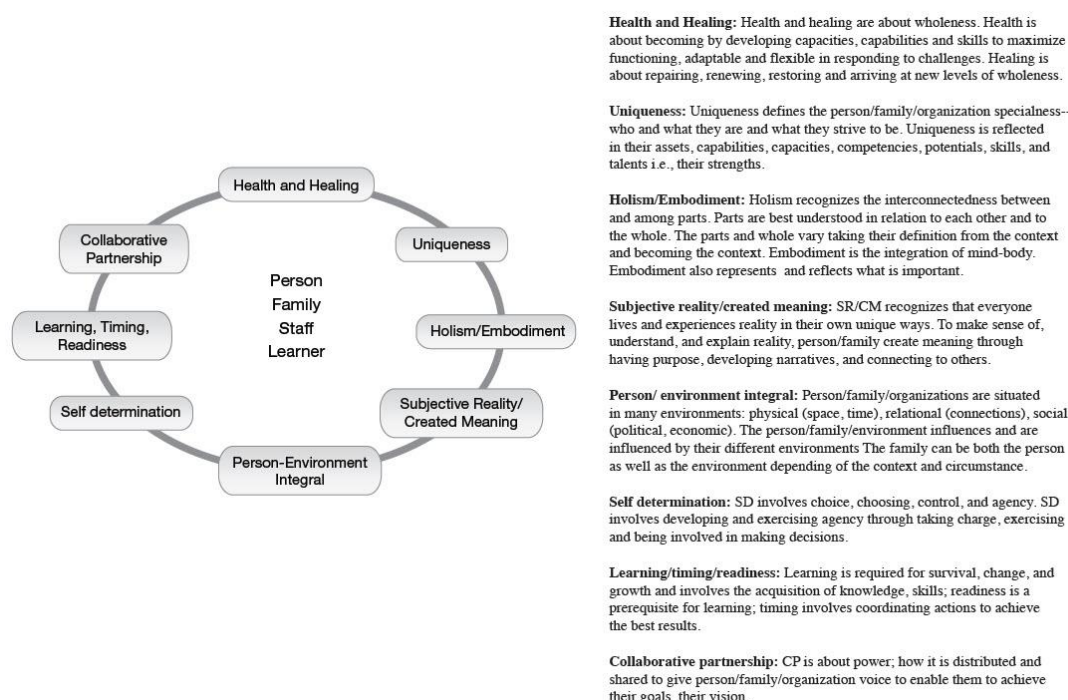 Health and Healing
Collaborative
Partnership
Uniqueness
Person
Family
Staff
Learner
Learning, Timing,
Readiness
Holism/Embodiment
Self determination
Subjective Reality/
Created Meaning
Person-Environment
Integral
Health and Healing: Health and healing are about wholeness. Health is
about becoming by developing capacities, capabilities and skills to maximize
functioning, adaptable and flexible in responding to challenges. Healing is
about repairing, renewing, restoring and arriving at new levels of wholeness.
Uniqueness: Uniqueness defines the person/family/organization specialness--
who and what they are and what they strive to be. Uniqueness is reflected
in their assets, capabilities, capacities, competencies, potentials, skills, and
talents i.e., their strengths.
Holism/Embodiment: Holism recognizes the interconnectedness between
and among parts. Parts are best understood in relation to each other and to
the whole. The parts and whole vary taking their definition from the context
and becoming the context. Embodiment is the integration of mind-body.
Embodiment also represents and reflects what is important.
Subjective reality/created meaning: SR/CM recognizes that everyone
lives and experiences reality in their own unique ways. To make sense of,
understand, and explain reality, person/family create meaning through
having purpose, developing narratives, and connecting to others.
Person/ environment integral: Person/family/organizations are situated
in many environments: physical (space, time), relational (connections), social
(political, economic). The person/family/environment influences and are
influenced by their different environments The family can be both the person
as well as the environment depending of the context and circumstance.
Self determination: SD involves choice, choosing, control, and agency. SD
involves developing and exercising agency through taking charge, exercising
and being involved in making decisions.
Learning/timing/readiness: Learning is required for survival, change, and
growth and involves the acquisition of knowledge, skills; readiness is a
prerequisite for learning; timing involves coordinating actions to achieve
the best results.
Collaborative partnership: CP is about power; how it is distributed and
shared to give person/family/organization voice to enable them to achieve
their goals, their vision